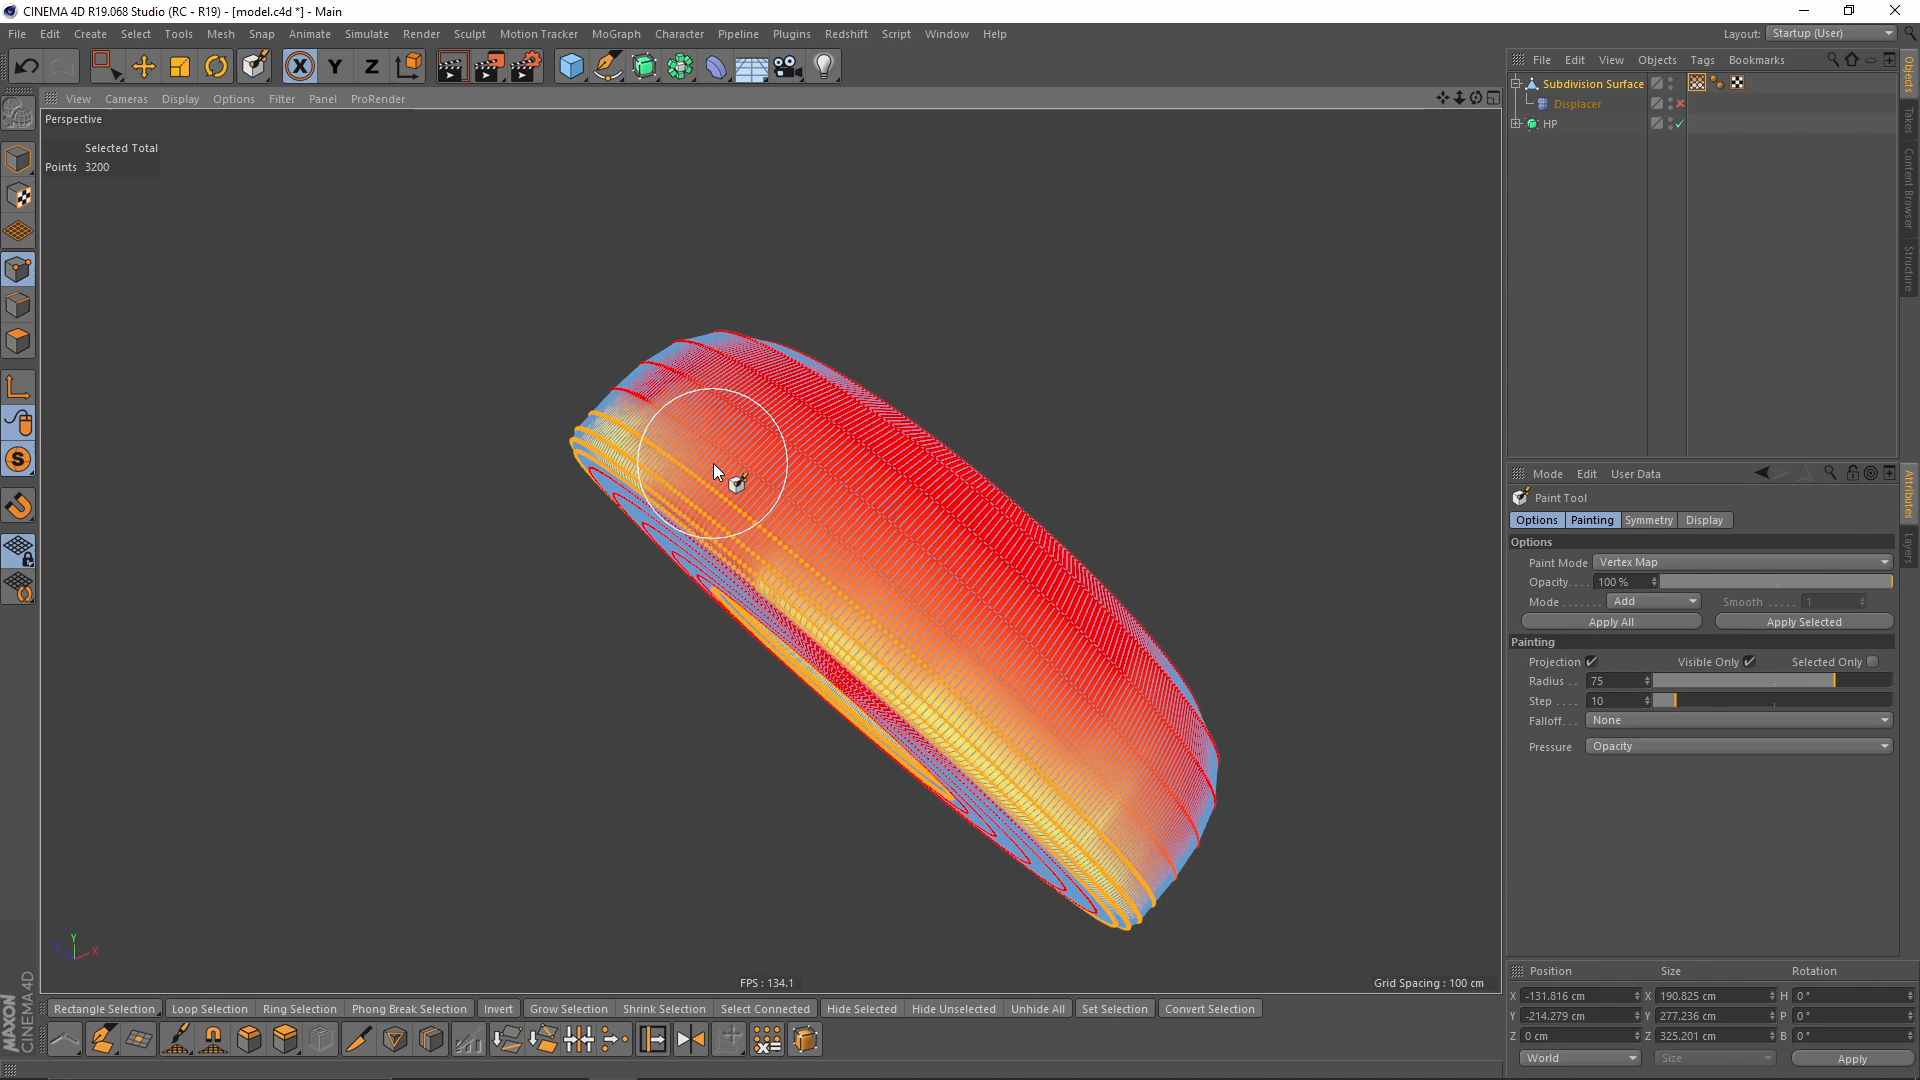 CINEMA 4D R19.068 Studio (RC - R19) - [model.c4d *] - Main
File Edit Create Select Tools Mesh Snap Animate Simulate Render Sculpt Motion Tracker MoGraph Character Pipeline Plugins Redshift Script Window Help
Layout: Startup (User)
X Y Z
File Edit View Objects Tags Bookmarks
Subdivision Surface
Displacer
HP
Objects
Takes
Content Browser
Structure
View Cameras Display Options Filter Panel ProRender
Perspective
Selected Total
Points 3200
Mode Edit User Data
Paint Tool
Options Painting Symmetry Display
Options
Paint Mode Vertex Map
Opacity. . . . 100 %
Mode . . . . . . . Add Smooth . . . . . 1
Apply All Apply Selected
Painting
Projection Visible Only Selected Only
Radius . . 75
Step . . . . 10
Falloff. . . None
Pressure Opacity
Attributes
Layers
Y
X
FPS : 134.1
Grid Spacing : 100 cm
Position Size Rotation
X -131.816 cm X 190.825 cm H 0 °
Y -214.279 cm Y 277.236 cm P 0 °
Z 0 cm Z 325.201 cm B 0 °
World Size Apply
Rectangle Selection Loop Selection Ring Selection Phong Break Selection Invert Grow Selection Shrink Selection Select Connected Hide Selected Hide Unselected Unhide All Set Selection Convert Selection
MAXON
CINEMA 4D